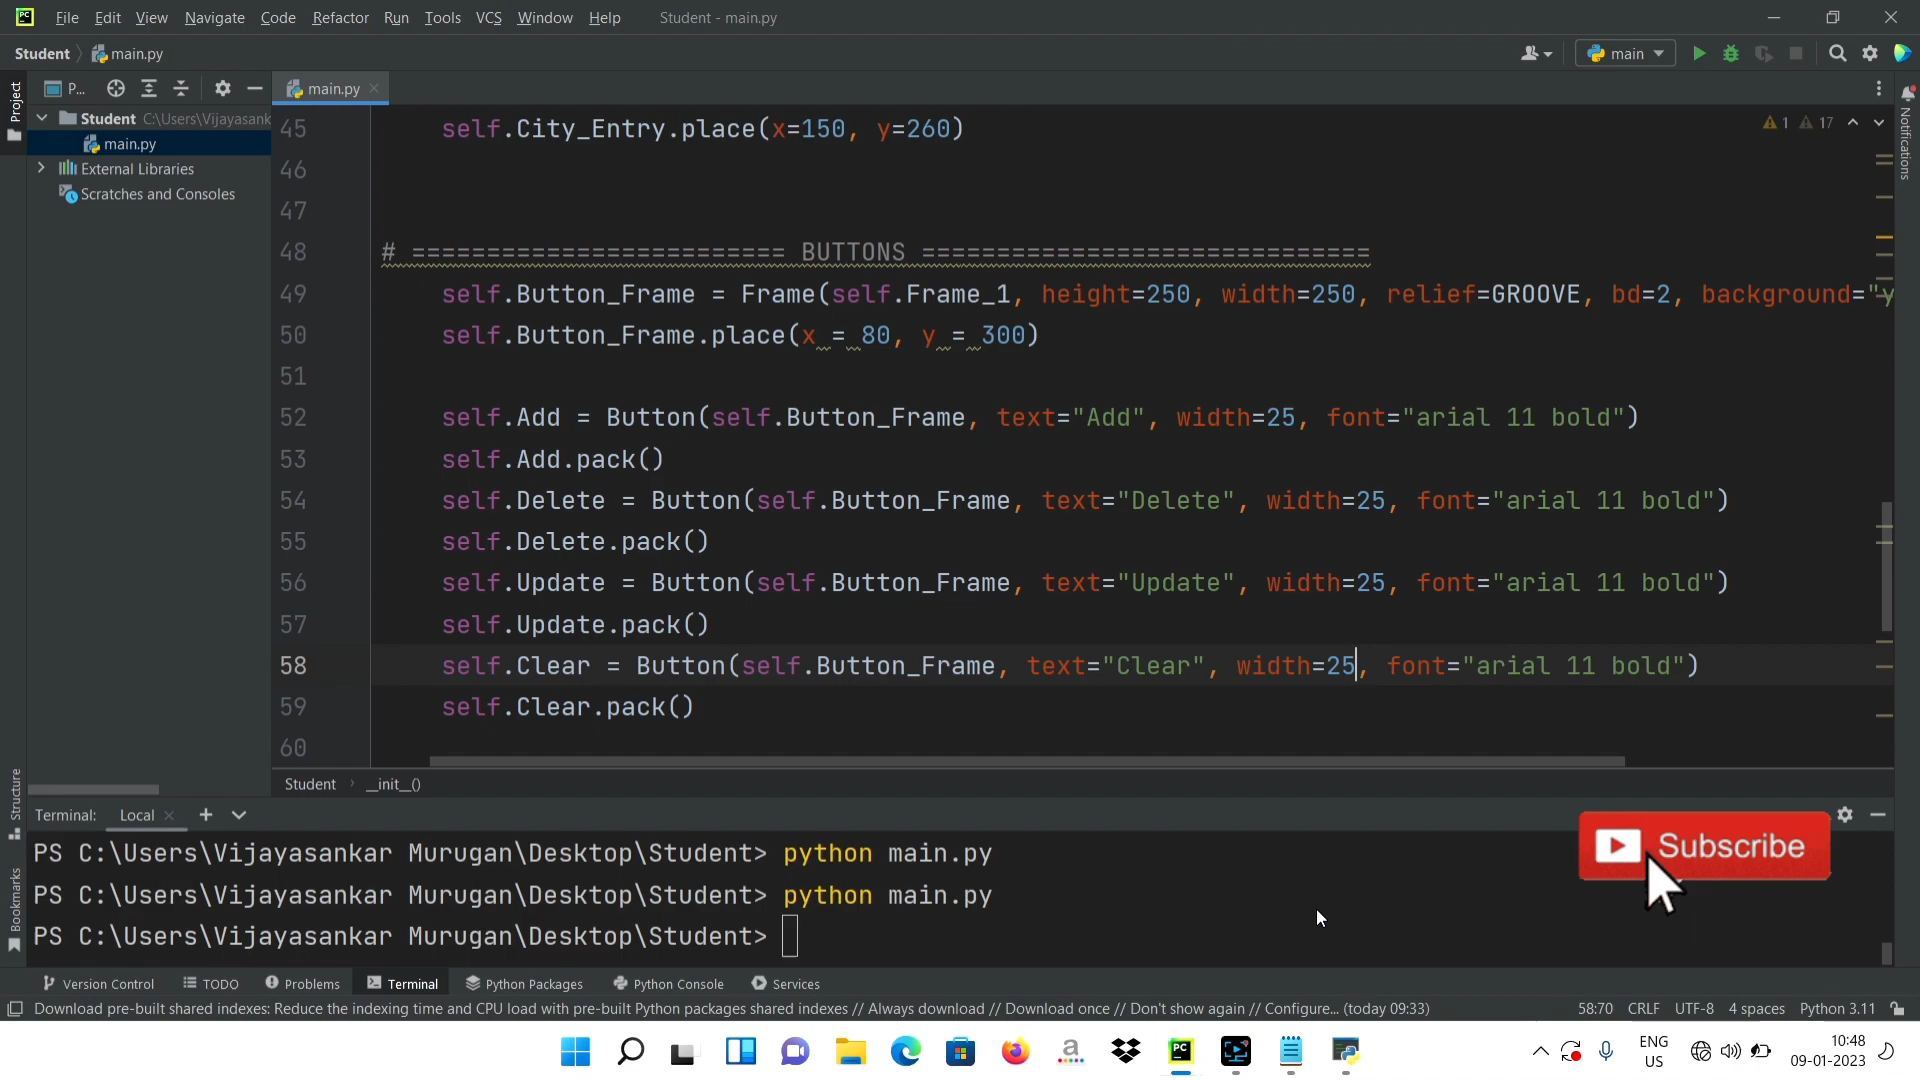 File Edit View Navigate Code Refactor Run Tools VCS Window Help Student - main.py
Student main.py main
Project P... main.py
Student C:\Users\Vijayasank
main.py
External Libraries
Scratches and Consoles
Notifications
1 17
45 self.City_Entry.place(x=150, y=260)
46
47
48 # ========================= BUTTONS ==============================
49 self.Button_Frame = Frame(self.Frame_1, height=250, width=250, relief=GROOVE, bd=2, background="y
50 self.Button_Frame.place(x = 80, y = 300)
51
52 self.Add = Button(self.Button_Frame, text="Add", width=25, font="arial 11 bold")
53 self.Add.pack()
54 self.Delete = Button(self.Button_Frame, text="Delete", width=25, font="arial 11 bold")
55 self.Delete.pack()
56 self.Update = Button(self.Button_Frame, text="Update", width=25, font="arial 11 bold")
57 self.Update.pack()
58 self.Clear = Button(self.Button_Frame, text="Clear", width=25, font="arial 11 bold")
59 self.Clear.pack()
60
Student __init__()
Structure
Bookmarks
Terminal: Local
PS C:\Users\Vijayasankar Murugan\Desktop\Student> python main.py
PS C:\Users\Vijayasankar Murugan\Desktop\Student> python main.py
PS C:\Users\Vijayasankar Murugan\Desktop\Student>
Subscribe
Version Control TODO Problems Terminal Python Packages Python Console Services
Download pre-built shared indexes: Reduce the indexing time and CPU load with pre-built Python packages shared indexes // Always download // Download once // Don't show again // Configure... (today 09:33) 58:70 CRLF UTF-8 4 spaces Python 3.11
ENG
US
10:48
09-01-2023